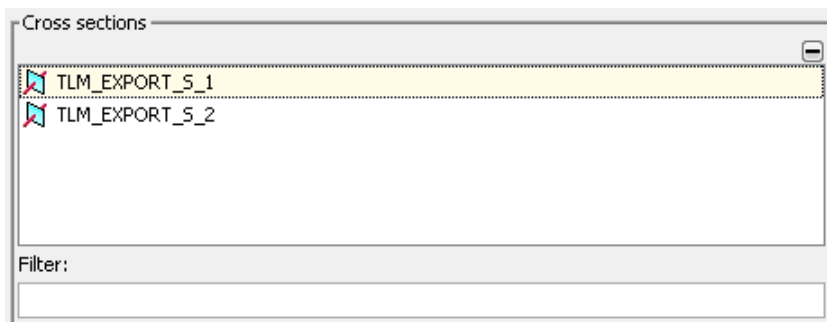 Cross sections
TLM_EXPORT_S_1
TLM_EXPORT_S_2
Filter: